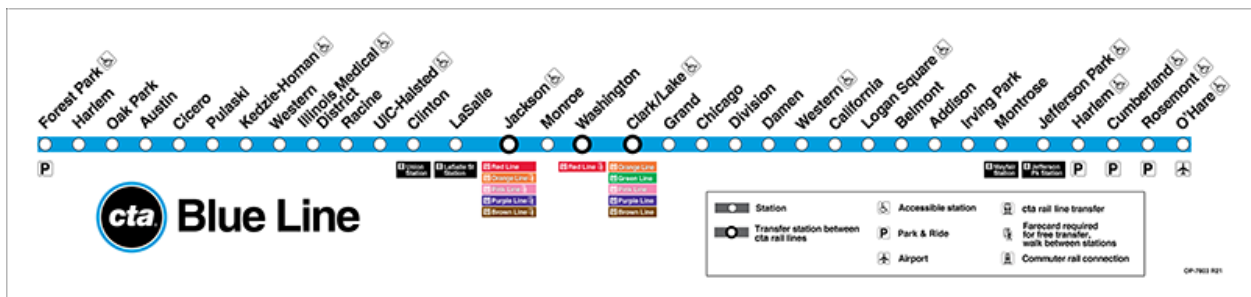 Forest Park
Harlem
Oak Park
Austin
Cicero
Pulaski
Kedzie-Homan
Western
Illinois Medical
District
Racine
UIC-Halsted
Clinton
LaSalle
Jackson
Monroe
Washington
Clark/Lake
Grand
Chicago
Division
Damen
Western
California
Logan Square
Belmont
Addison
Irving Park
Montrose
Jefferson Park
Harlem
Cumberland
Rosemont
O'Hare
P
Union
Station
LaSalle St
Station
Red Line
Orange Line
Pink Line
Purple Line
Brown Line
Red Line
Orange Line
Green Line
Pink Line
Purple Line
Brown Line
Mayfair
Station
Jefferson
Pk Station
P
P
P
cta
Blue Line
Station
Transfer station between
cta rail lines
Accessible station
P Park & Ride
Airport
cta rail line transfer
Farecard required
for free transfer,
walk between stations
Commuter rail connection
OP-7803 R21